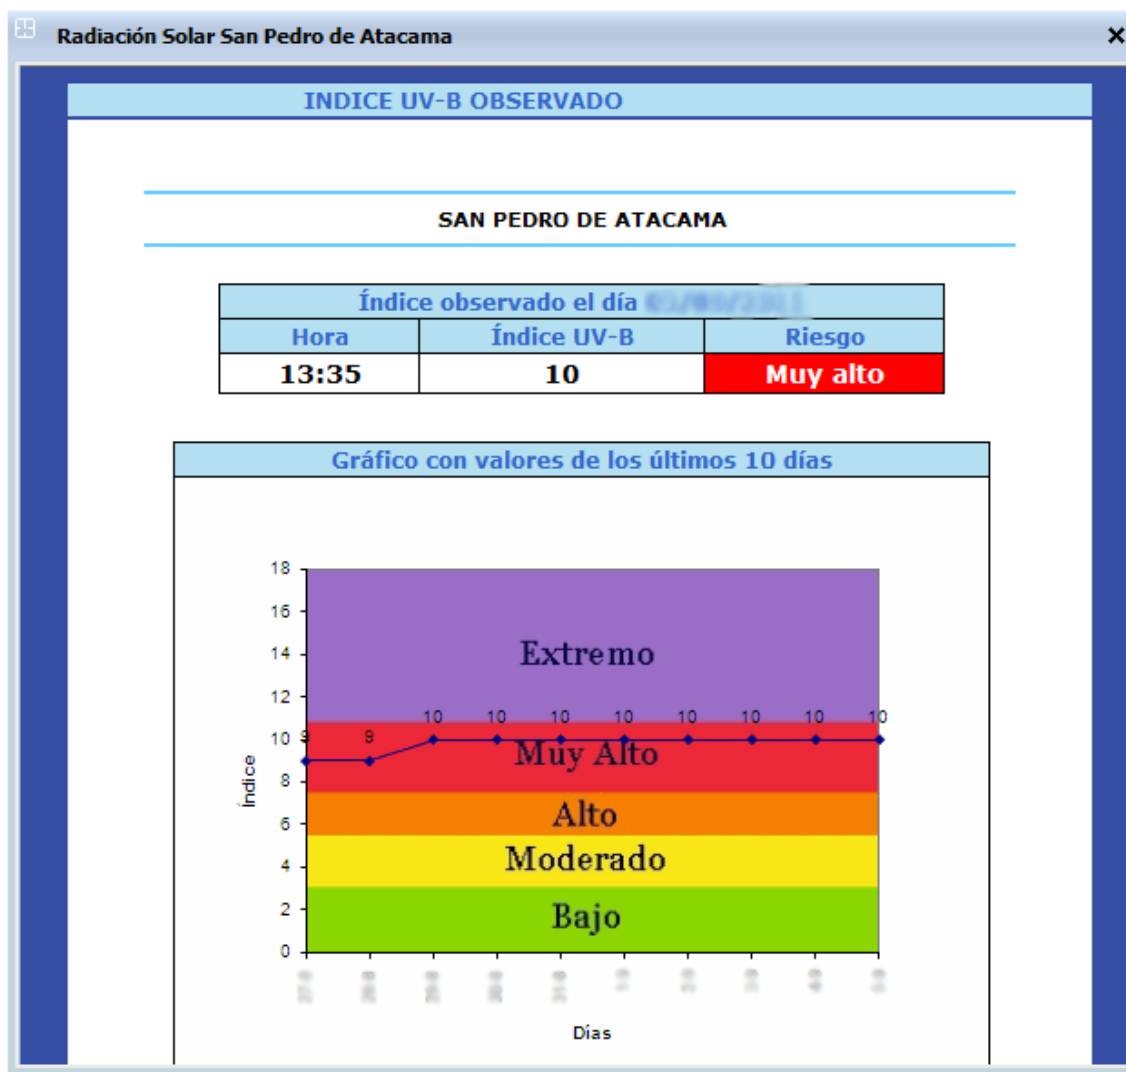 Radiación Solar San Pedro de Atacama
INDICE UV-B OBSERVADO
SAN PEDRO DE ATACAMA
Índice observado el día
Hora Índice UV-B Riesgo
13:35 10 Muy alto
Gráfico con valores de los últimos 10 días
18
16
Extremo
14
12
10 10 10 10 10 10 10 10
10 9 9
Muy Alto
Índice
8
Alto
6
Moderado
4
Bajo
2
0
Días